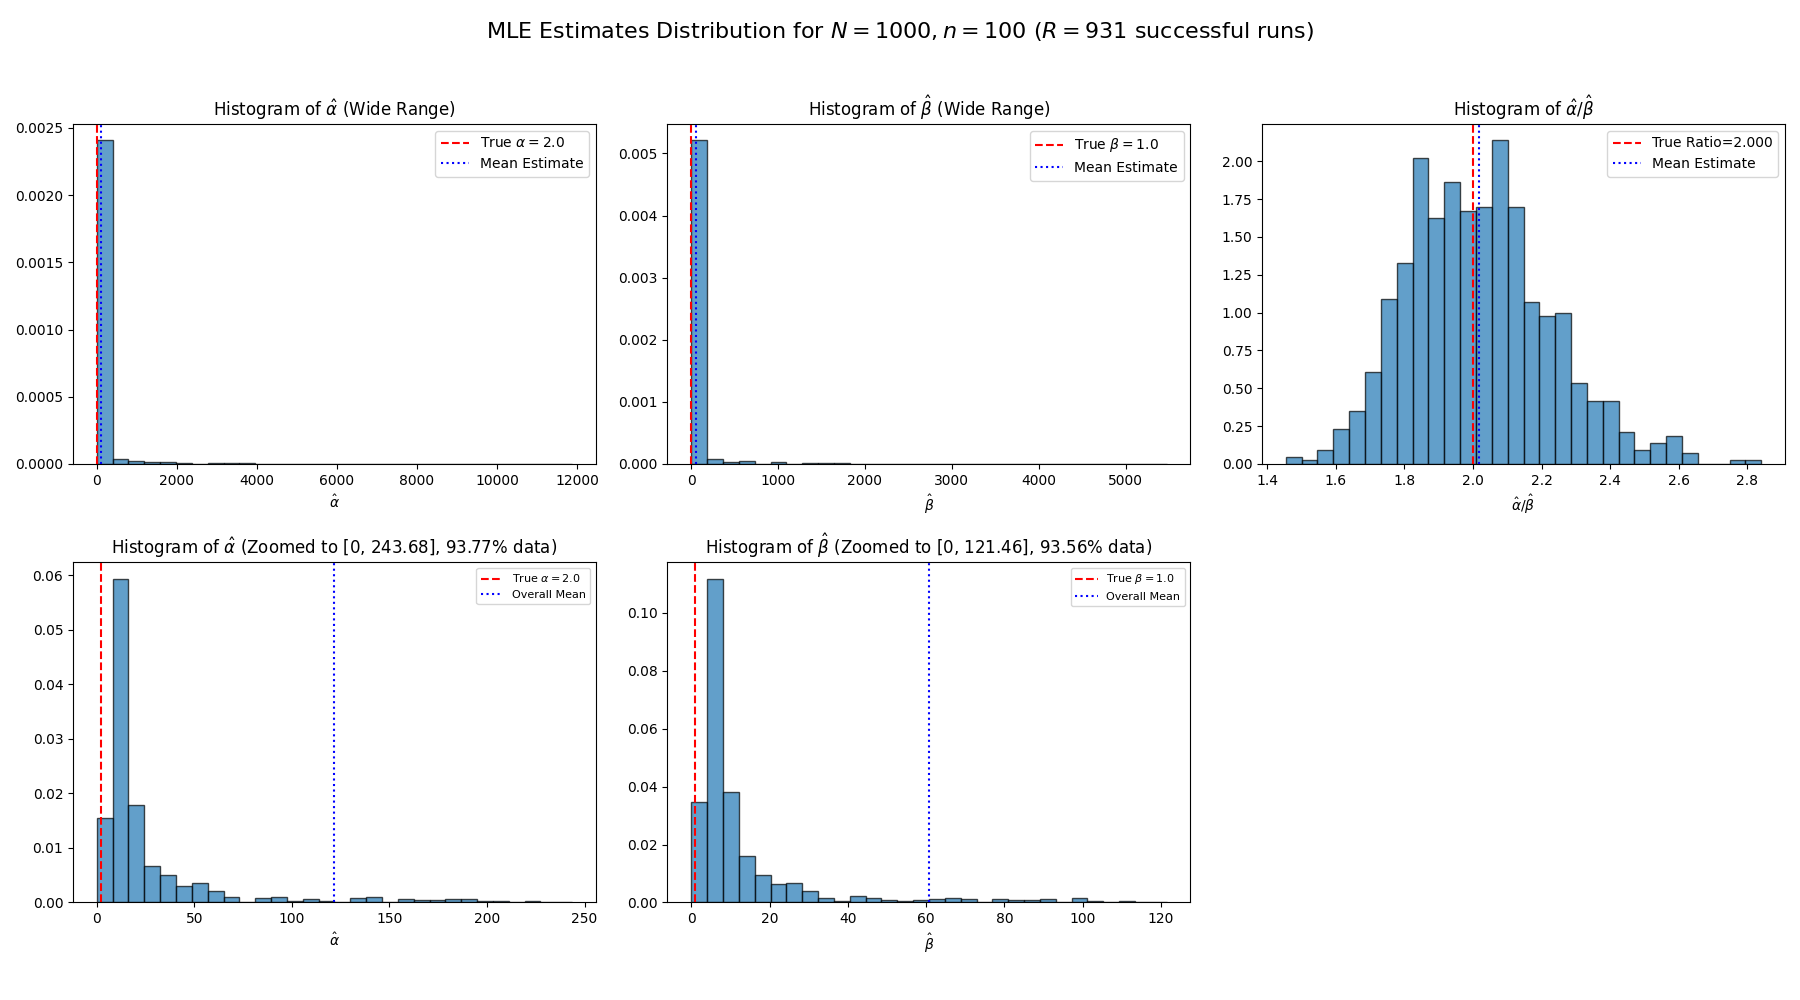 MLE Estimates Distribution for N = 1000, n = 100 (R = 931 successful runs)
Histogram of α̂ (Wide Range)
0.0025
0.0020
0.0015
0.0010
0.0005
0.0000
True α = 2.0
Mean Estimate
0 2000 4000 6000 8000 10000 12000
α̂
Histogram of β̂ (Wide Range)
0.005
0.004
0.003
0.002
0.001
0.000
True β = 1.0
Mean Estimate
0 1000 2000 3000 4000 5000
β̂
Histogram of α̂/β̂
2.00
1.75
1.50
1.25
1.00
0.75
0.50
0.25
0.00
True Ratio=2.000
Mean Estimate
1.4 1.6 1.8 2.0 2.2 2.4 2.6 2.8
α̂/β̂
Histogram of α̂ (Zoomed to [0, 243.68], 93.77% data)
0.06
0.05
0.04
0.03
0.02
0.01
0.00
True α = 2.0
Overall Mean
0 50 100 150 200 250
α̂
Histogram of β̂ (Zoomed to [0, 121.46], 93.56% data)
0.10
0.08
0.06
0.04
0.02
0.00
True β = 1.0
Overall Mean
0 20 40 60 80 100 120
β̂